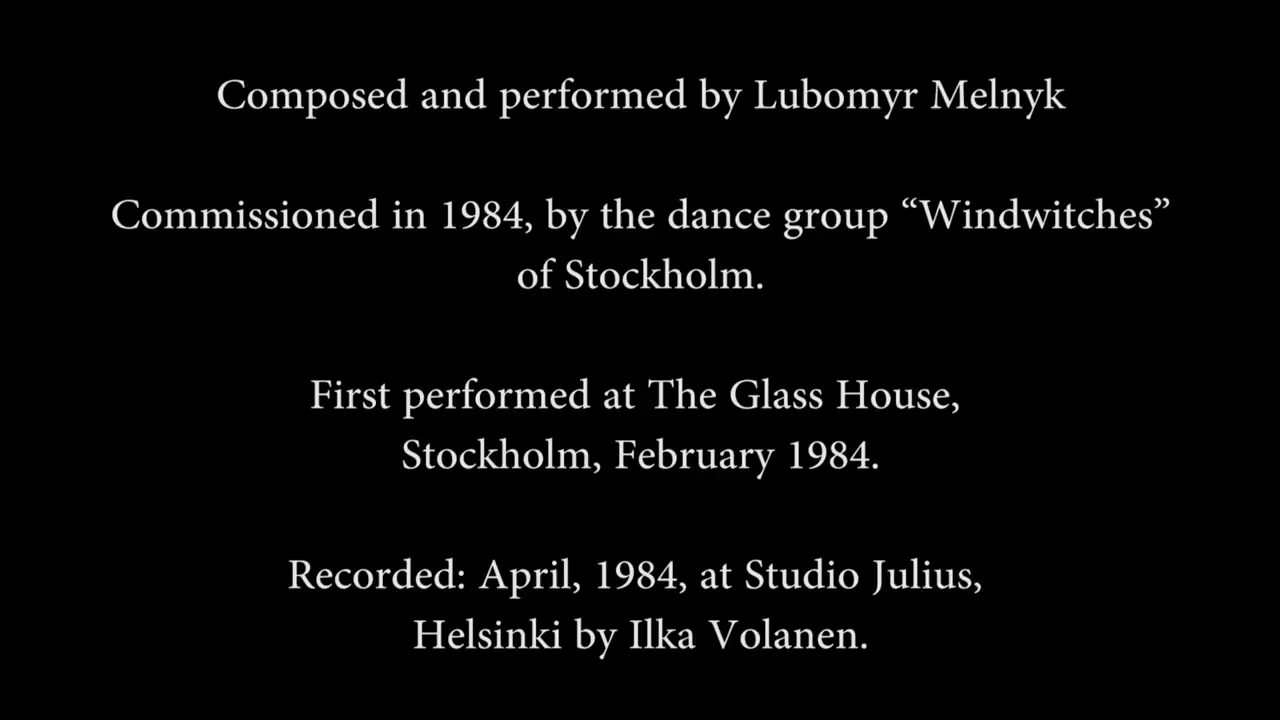 Composed and performed by Lubomyr Melnyk
Commissioned in 1984, by the dance group “Windwitches”
of Stockholm.
First performed at The Glass House,
Stockholm, February 1984.
Recorded: April, 1984, at Studio Julius,
Helsinki by Ilka Volanen.